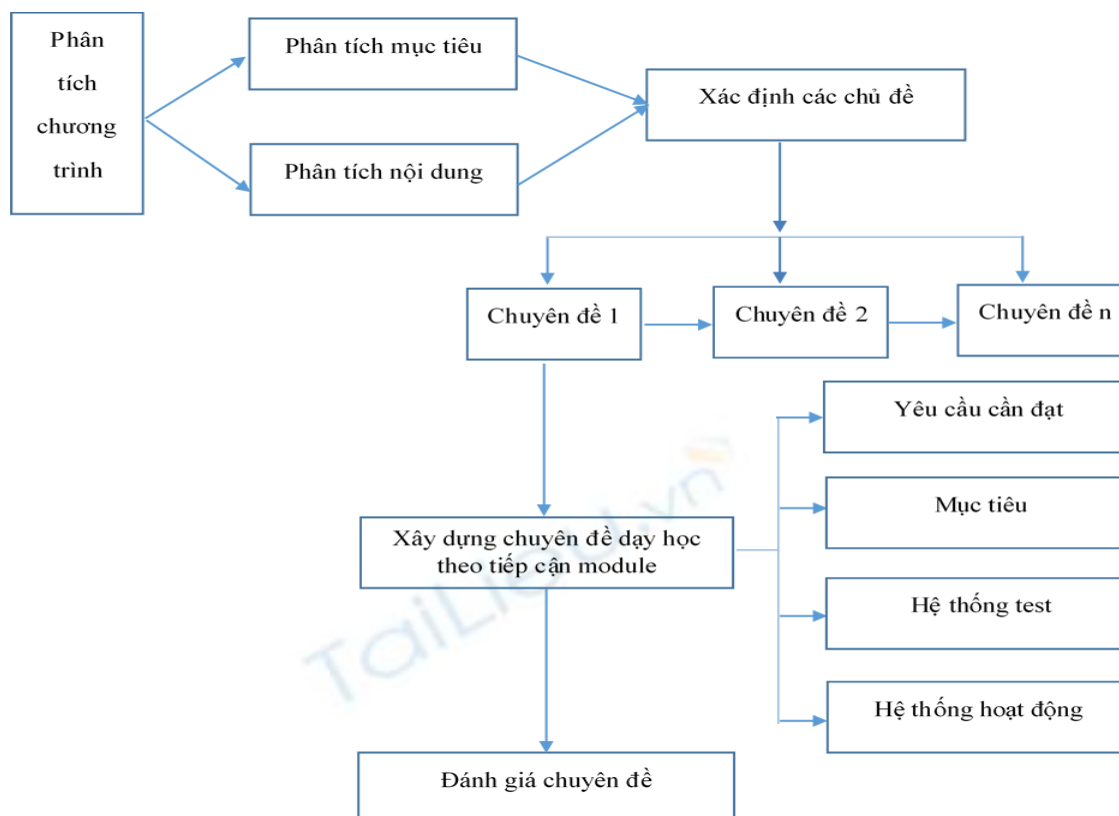 Phân
tích
chương
trình
Phân tích mục tiêu
Phân tích nội dung
Xác định các chủ đề
Chuyên đề 1
Chuyên đề 2
Chuyên đề n
Yêu cầu cần đạt
Mục tiêu
Xây dựng chuyên đề dạy học
theo tiếp cận module
Hệ thống test
Hệ thống hoạt động
Đánh giá chuyên đề
TaiLieu.vn